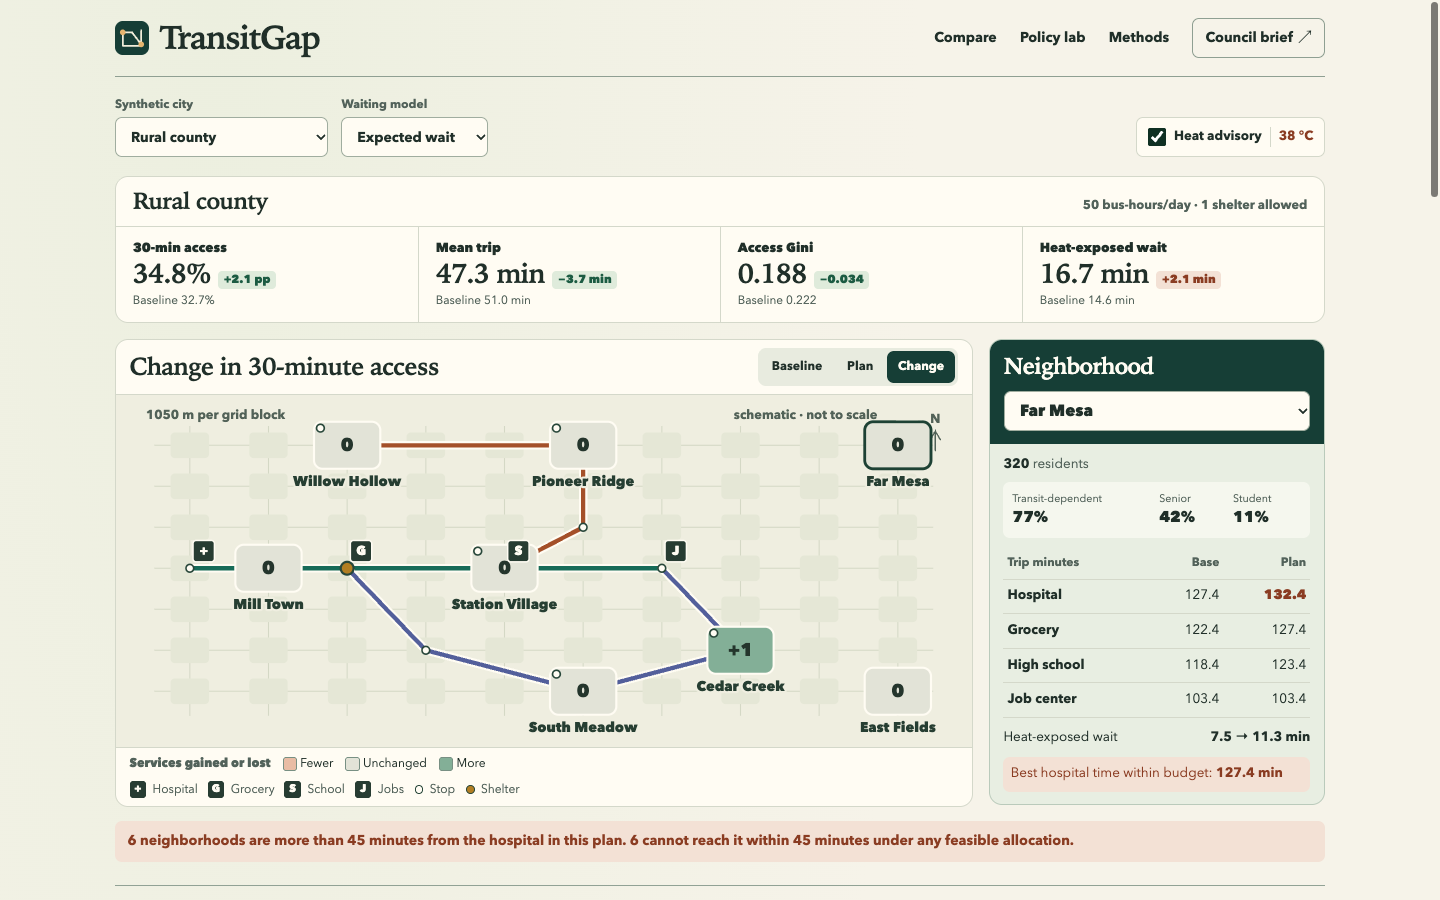 TransitGap
Compare Policy lab Methods Council brief ↗
Synthetic city Waiting model
Rural county Expected wait Heat advisory 38 °C
Rural county 50 bus-hours/day · 1 shelter allowed
30-min access
34.8% +2.1 pp
Baseline 32.7%
Mean trip
47.3 min −3.7 min
Baseline 51.0 min
Access Gini
0.188 −0.034
Baseline 0.222
Heat-exposed wait
16.7 min +2.1 min
Baseline 14.6 min
Change in 30-minute access Baseline Plan Change
1050 m per grid block schematic · not to scale N
0 0 0
Willow Hollow Pioneer Ridge Far Mesa
+ G S J
0 0
Mill Town Station Village
+1
Cedar Creek
0 0
South Meadow East Fields
Services gained or lost Fewer Unchanged More
+ Hospital G Grocery S School J Jobs Stop Shelter
Neighborhood
Far Mesa
320 residents
Transit-dependent Senior Student
77% 42% 11%
Trip minutes Base Plan
Hospital 127.4 132.4
Grocery 122.4 127.4
High school 118.4 123.4
Job center 103.4 103.4
Heat-exposed wait 7.5 → 11.3 min
Best hospital time within budget: 127.4 min
6 neighborhoods are more than 45 minutes from the hospital in this plan. 6 cannot reach it within 45 minutes under any feasible allocation.